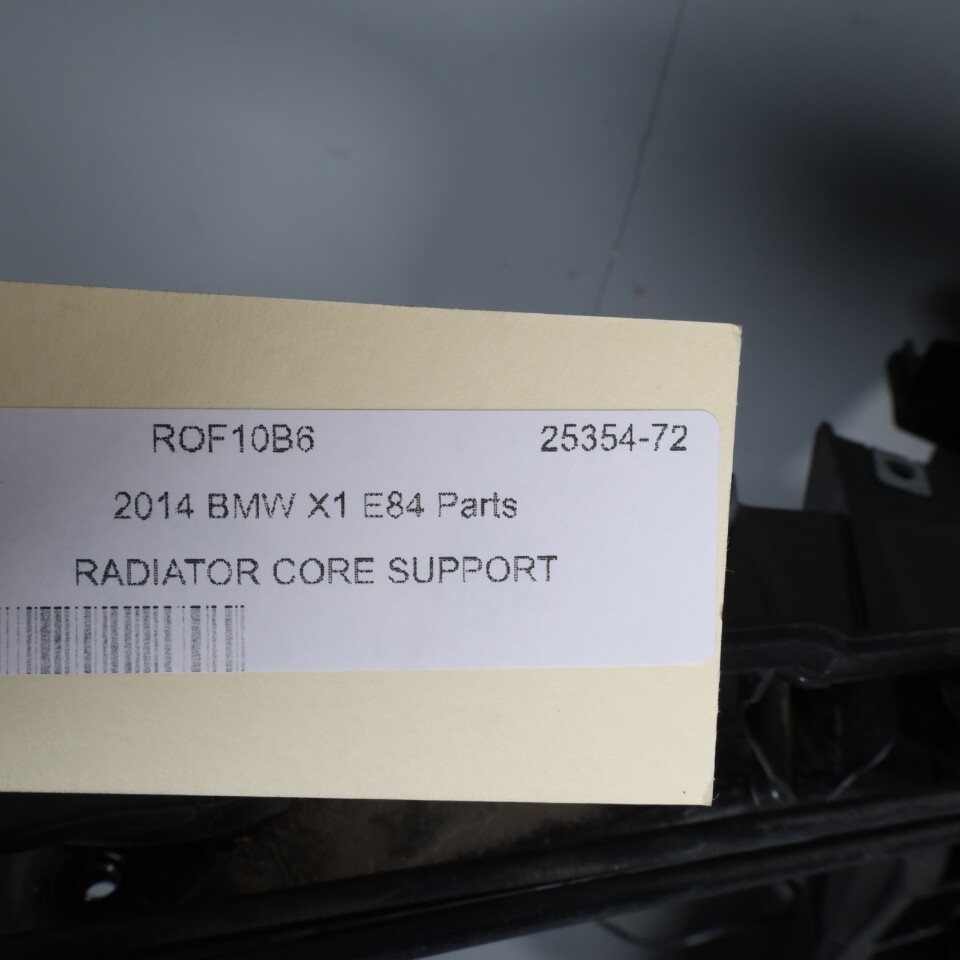 ROF10B6 25354-72
2014 BMW X1 E84 Parts
RADIATOR CORE SUPPORT